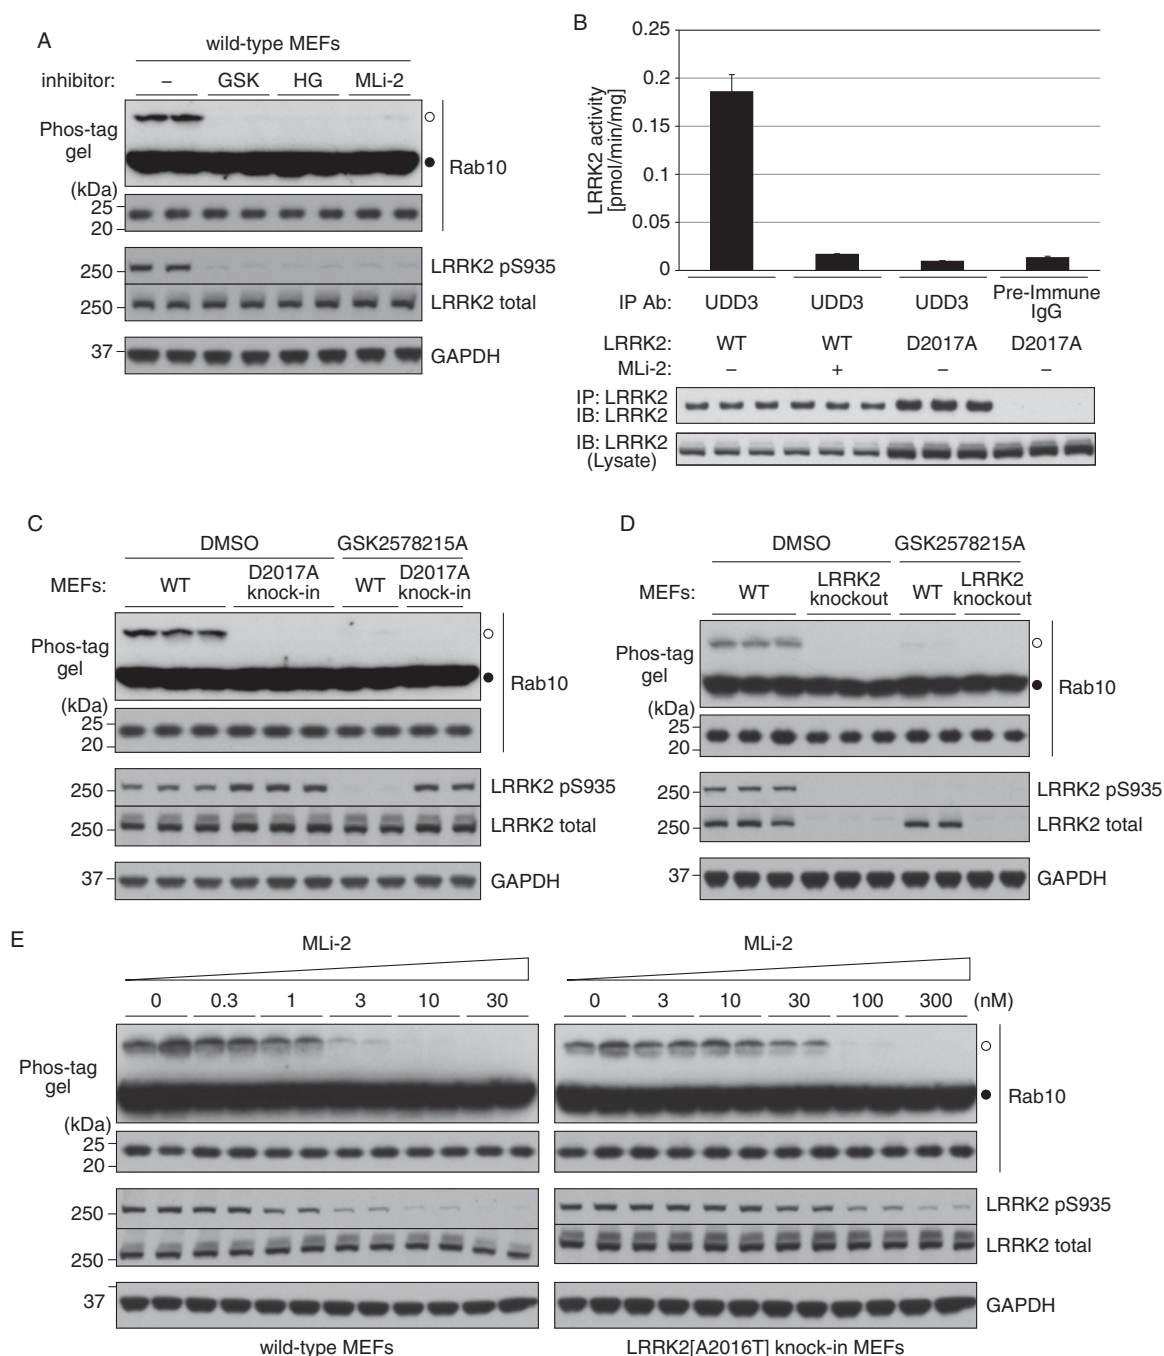 A
wild-type MEFs
inhibitor: – GSK HG MLi-2
Phos-tag
gel
Rab10
(kDa)
25
20
250
LRRK2 pS935
250
LRRK2 total
37
GAPDH
B
0.25
0.2
0.15
0.1
0.05
0
LRRK2 activity
[pmol/min/mg]
IP Ab: UDD3 UDD3 UDD3 Pre-Immune
IgG
LRRK2: WT WT D2017A D2017A
MLi-2: – + – –
IP: LRRK2
IB: LRRK2
IB: LRRK2
(Lysate)
C
DMSO GSK2578215A
MEFs: WT D2017A
knock-in WT D2017A
knock-in
Phos-tag
gel
Rab10
(kDa)
25
20
250
LRRK2 pS935
250
LRRK2 total
37
GAPDH
D
DMSO GSK2578215A
MEFs: WT LRRK2
knockout WT LRRK2
knockout
Phos-tag
gel
Rab10
(kDa)
25
20
250
LRRK2 pS935
250
LRRK2 total
37
GAPDH
E
MLi-2 MLi-2
0 0.3 1 3 10 30 0 3 10 30 100 300 (nM)
Phos-tag
gel
Rab10
(kDa)
25
20
250
LRRK2 pS935
250
LRRK2 total
37
GAPDH
wild-type MEFs LRRK2[A2016T] knock-in MEFs